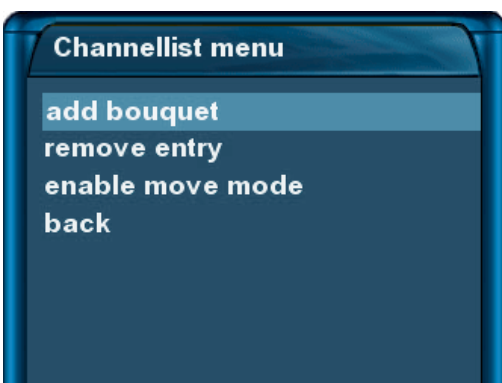 Channellist menu
add bouquet
remove entry
enable move mode
back